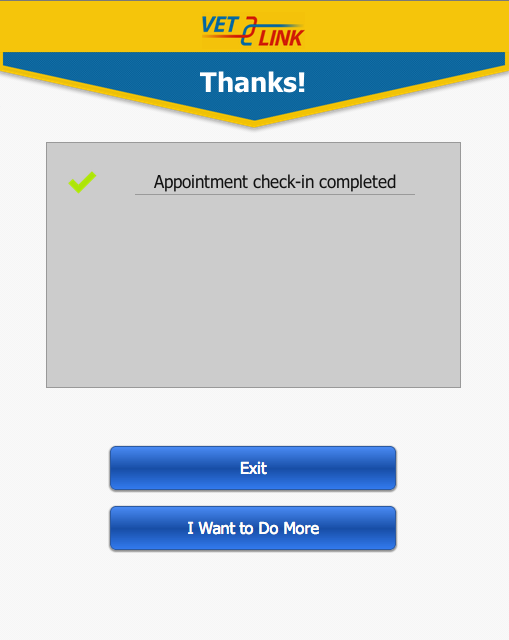 VET
LINK
Thanks!
Appointment check-in completed
Exit
I Want to Do More